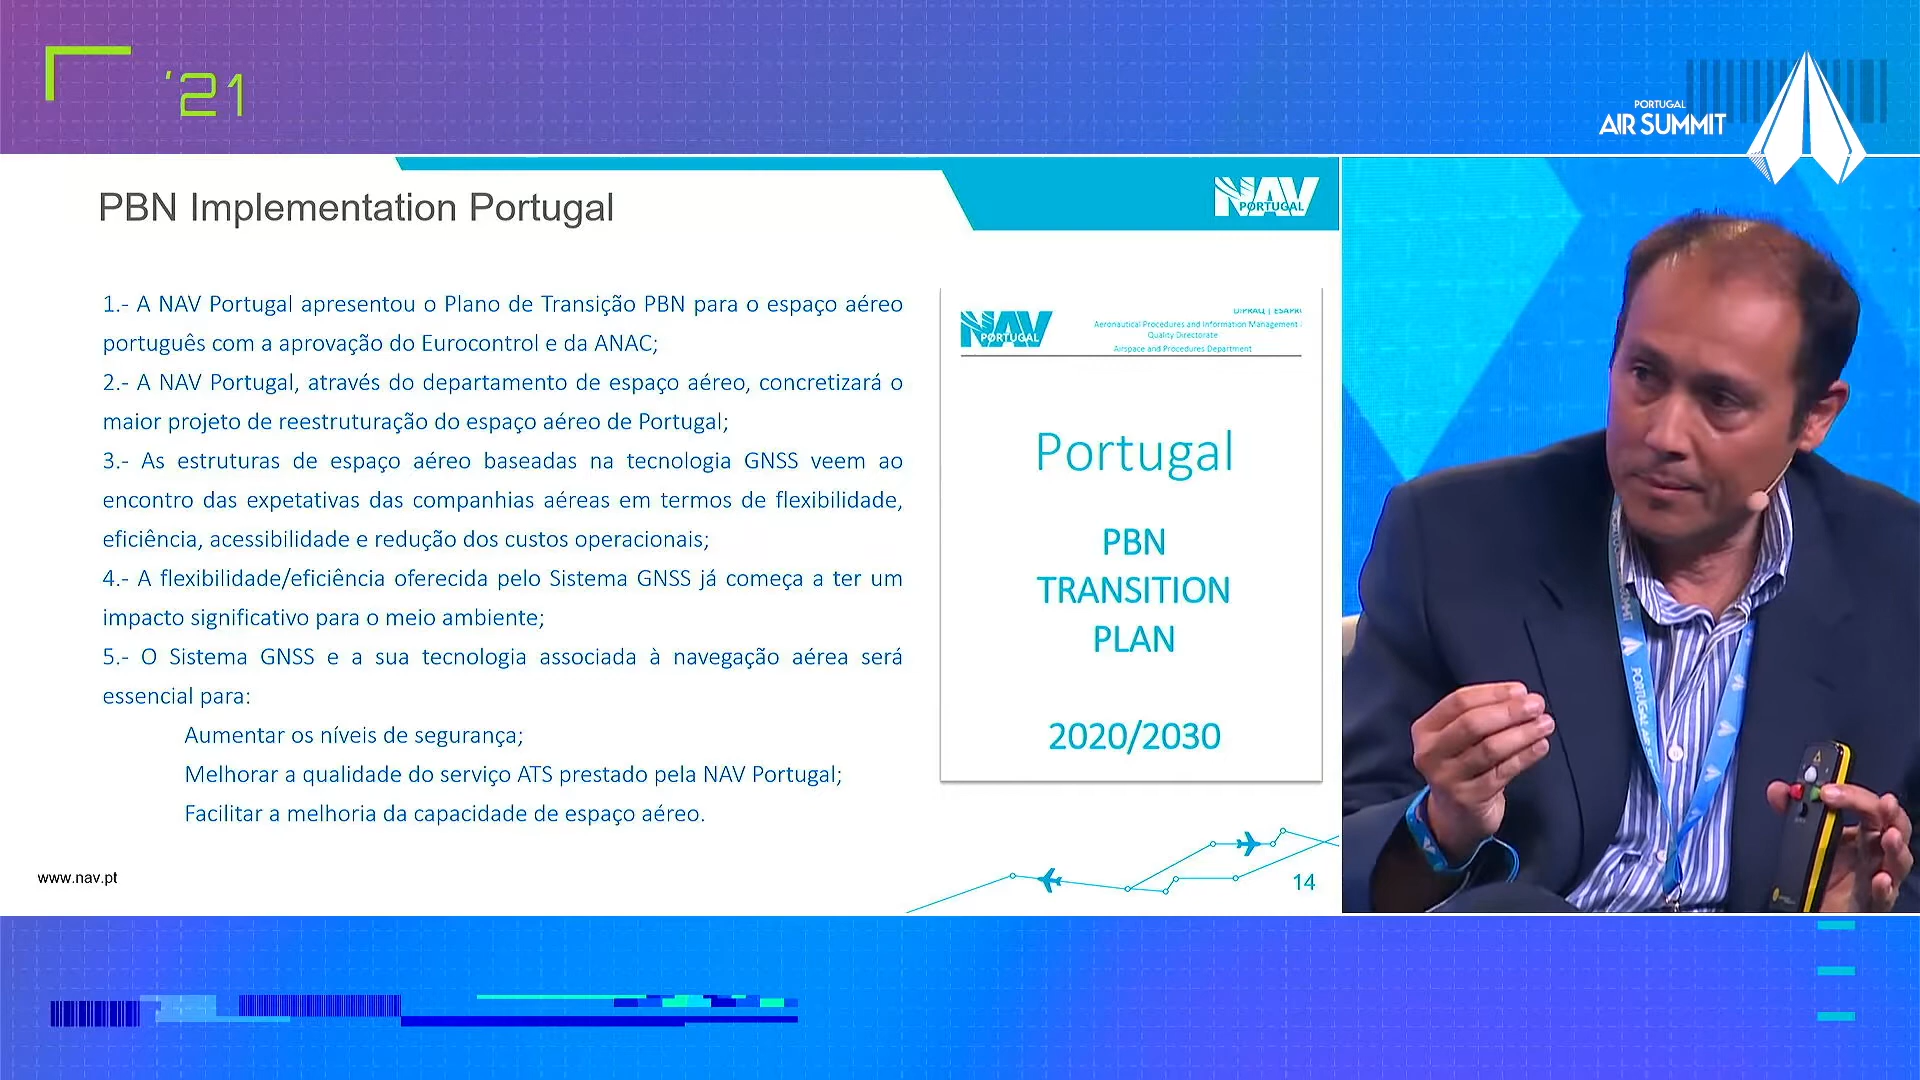 '21
PORTUGAL
AIR SUMMIT
PBN Implementation Portugal
NAV
PORTUGAL
1.- A NAV Portugal apresentou o Plano de Transição PBN para o espaço aéreo
português com a aprovação do Eurocontrol e da ANAC;
2.- A NAV Portugal, através do departamento de espaço aéreo, concretizará o
maior projeto de reestruturação do espaço aéreo de Portugal;
3.- As estruturas de espaço aéreo baseadas na tecnologia GNSS veem ao
encontro das expetativas das companhias aéreas em termos de flexibilidade,
eficiência, acessibilidade e redução dos custos operacionais;
4.- A flexibilidade/eficiência oferecida pelo Sistema GNSS já começa a ter um
impacto significativo para o meio ambiente;
5.- O Sistema GNSS e a sua tecnologia associada à navegação aérea será
essencial para:
Aumentar os níveis de segurança;
Melhorar a qualidade do serviço ATS prestado pela NAV Portugal;
Facilitar a melhoria da capacidade de espaço aéreo.
NAV
PORTUGAL
Aeronautical Procedures and Information Management
Quality Directorate
Airspace and Procedures Department
Portugal
PBN
TRANSITION
PLAN
2020/2030
www.nav.pt
14